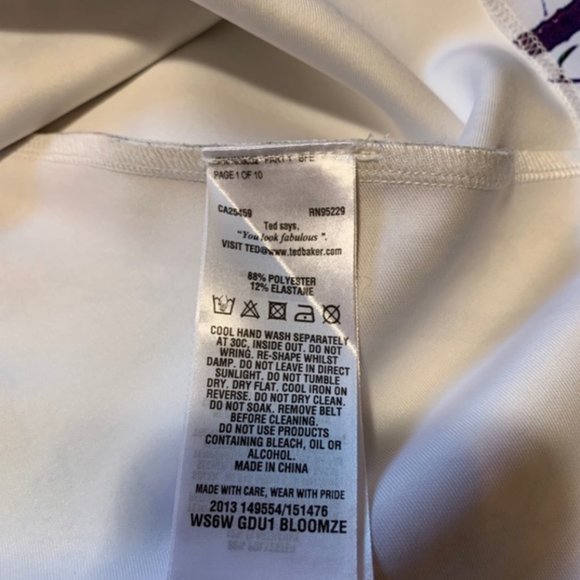 PARTY BFE
PAGE 1 OF 10
CA25459 RN95229
Ted says,
"You look fabulous".
VISIT TED@www.tedbaker.com
88% POLYESTER
12% ELASTANE
COOL HAND WASH SEPARATELY
AT 30C, INSIDE OUT. DO NOT
WRING. RE-SHAPE WHILST
DAMP. DO NOT LEAVE IN DIRECT
SUNLIGHT. DO NOT TUMBLE
DRY. DRY FLAT. COOL IRON ON
REVERSE. DO NOT DRY CLEAN.
DO NOT SOAK. REMOVE BELT
BEFORE CLEANING.
DO NOT USE PRODUCTS
CONTAINING BLEACH, OIL OR
ALCOHOL.
MADE IN CHINA
MADE WITH CARE, WEAR WITH PRIDE
2013 149554/151476
WS6W GDU1 BLOOMZE